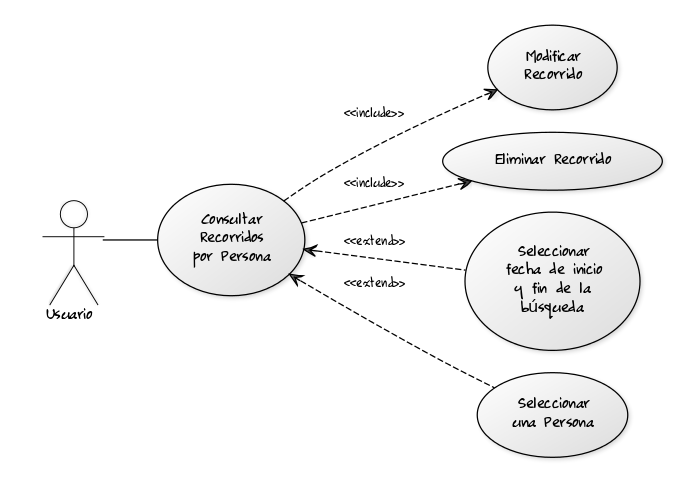 Modificar
Recorrido
<<include>>
Eliminar Recorrido
<<include>>
Consultar
Recorridos
por Persona
<<extend>>
Seleccionar
fecha de inicio
y fin de la
búsqueda
<<extend>>
Usuario
Seleccionar
una Persona